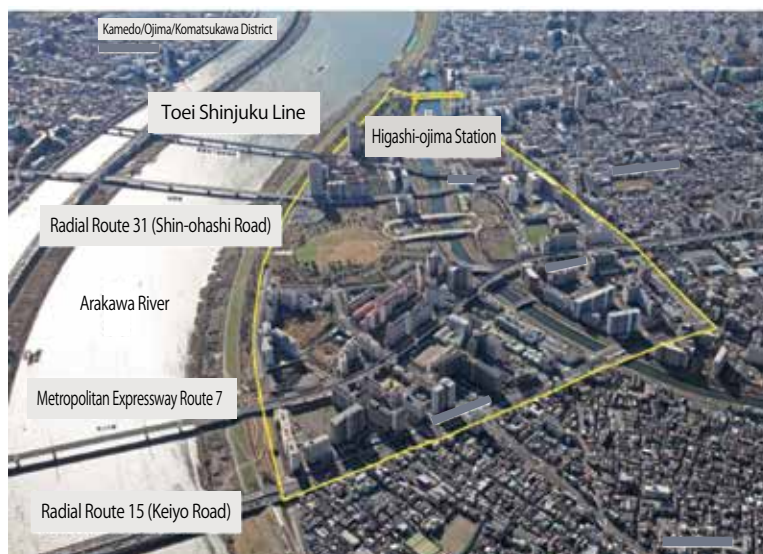 Kamedo/Ojima/Komatsukawa District
Toei Shinjuku Line
Higashi-ojima Station
Radial Route 31 (Shin-ohashi Road)
Arakawa River
Metropolitan Expressway Route 7
Radial Route 15 (Keiyo Road)